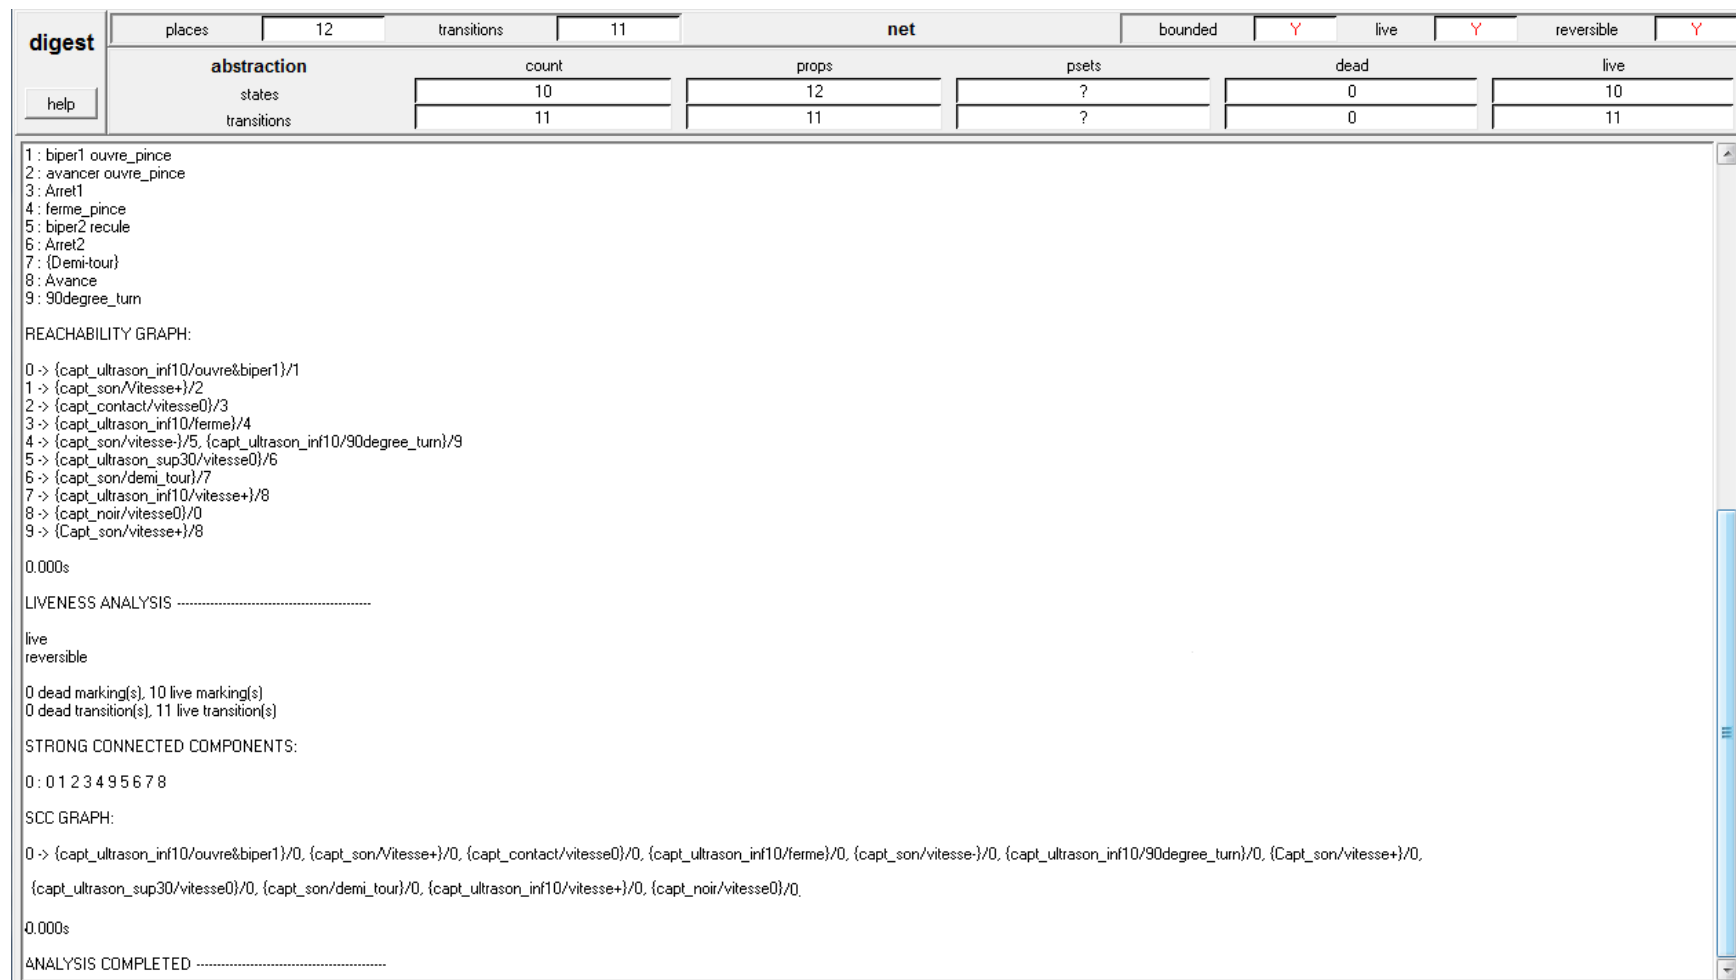 digest places 12 transitions 11 net bounded Y live Y reversible Y
abstraction count props psets dead live
help states 10 12 ? 0 10
transitions 11 11 ? 0 11
1 : biper1 ouvre_pince
2 : avancer ouvre_pince
3 : Arret1
4 : ferme_pince
5 : biper2 recule
6 : Arret2
7 : {Demi-tour}
8 : Avance
9 : 90degree_turn
REACHABILITY GRAPH:
0 -> {capt_ultrason_inf10/ouvre&biper1}/1
1 -> {capt_son/Vitesse+}/2
2 -> {capt_contact/vitesse0}/3
3 -> {capt_ultrason_inf10/ferme}/4
4 -> {capt_son/vitesse-}/5, {capt_ultrason_inf10/90degree_turn}/9
5 -> {capt_ultrason_sup30/vitesse0}/6
6 -> {capt_son/demi_tour}/7
7 -> {capt_ultrason_inf10/vitesse+}/8
8 -> {capt_noir/vitesse0}/0
9 -> {Capt_son/vitesse+}/8
0.000s
LIVENESS ANALYSIS -----------------------------------------------
live
reversible
0 dead marking(s), 10 live marking(s)
0 dead transition(s), 11 live transition(s)
STRONG CONNECTED COMPONENTS:
0 : 0 1 2 3 4 9 5 6 7 8
SCC GRAPH:
0 -> {capt_ultrason_inf10/ouvre&biper1}/0, {capt_son/Vitesse+}/0, {capt_contact/vitesse0}/0, {capt_ultrason_inf10/ferme}/0, {capt_son/vitesse-}/0, {capt_ultrason_inf10/90degree_turn}/0, {Capt_son/vitesse+}/0,
{capt_ultrason_sup30/vitesse0}/0, {capt_son/demi_tour}/0, {capt_ultrason_inf10/vitesse+}/0, {capt_noir/vitesse0}/0.
0.000s
ANALYSIS COMPLETED ----------------------------------------------